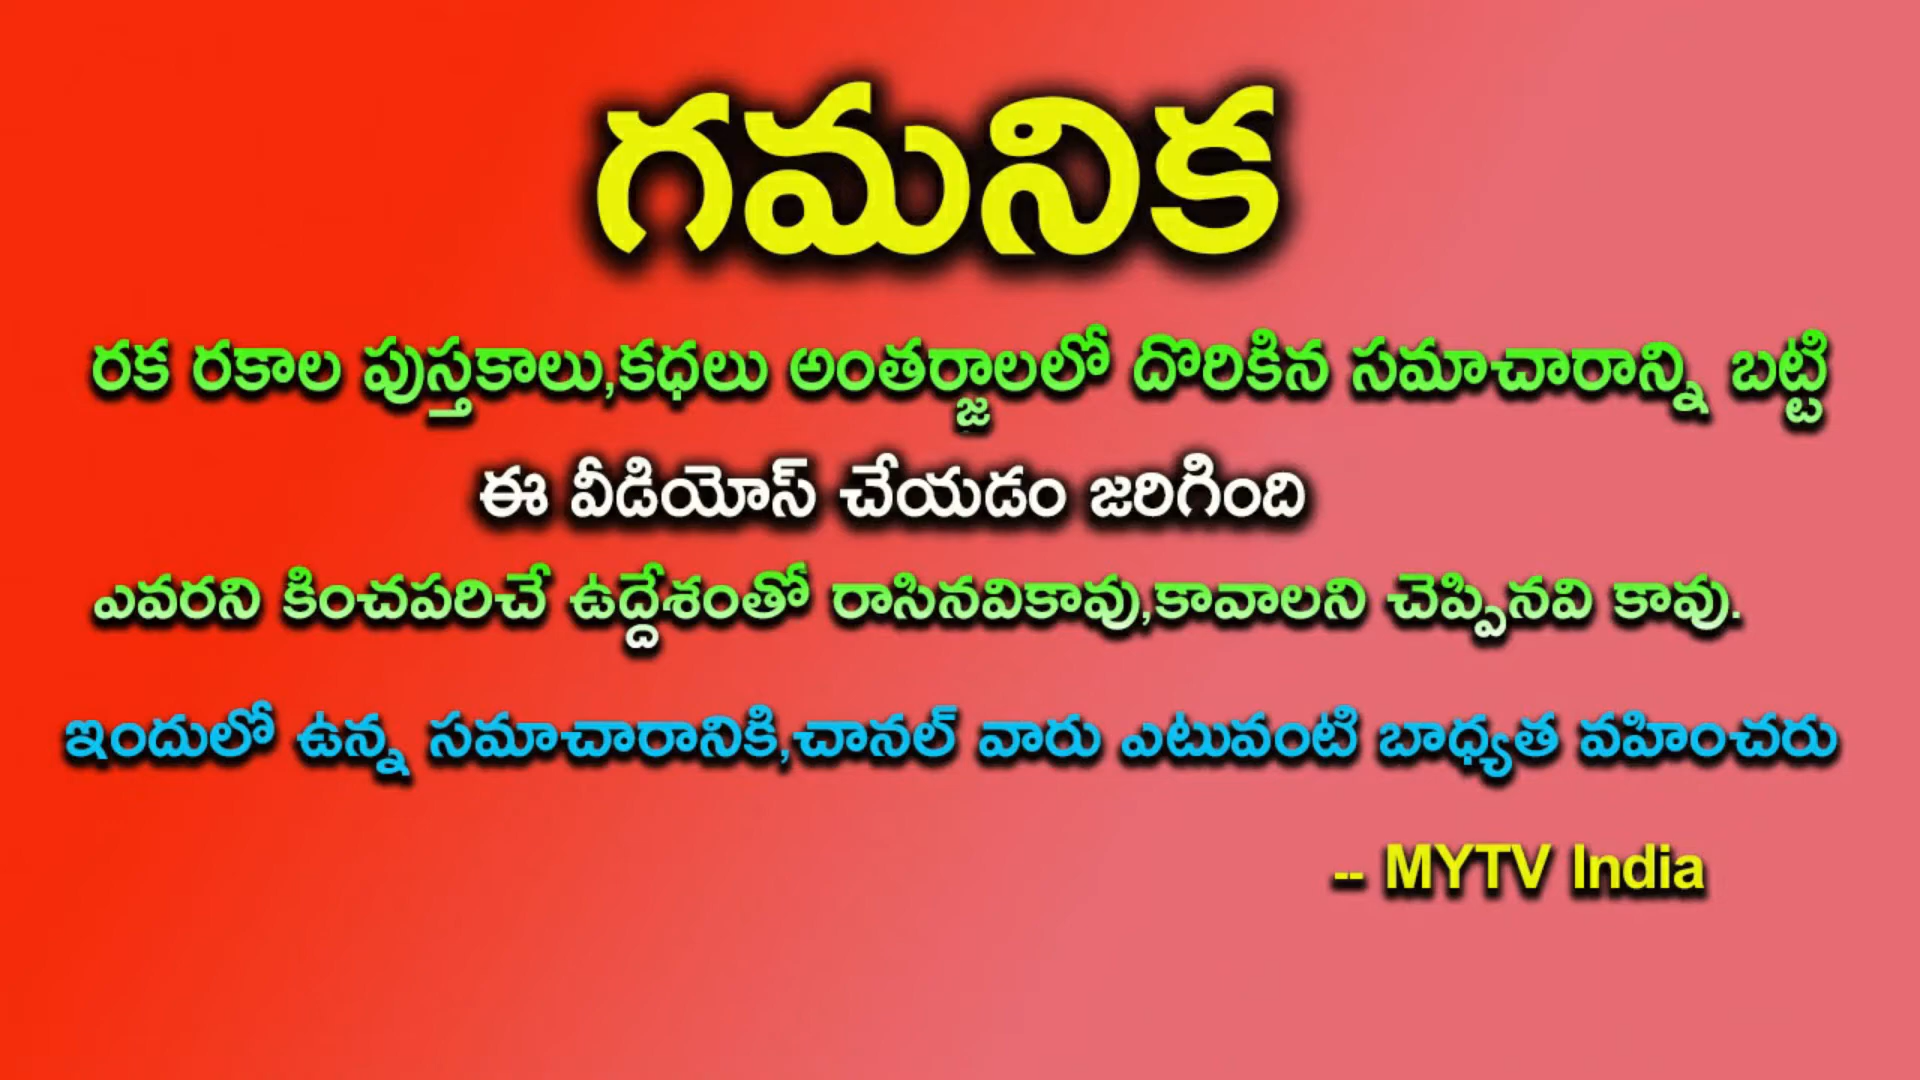 గమనిక
రక రకాల పుస్తకాలు,కధలు అంతర్జాలలో దొరికిన సమాచారాన్ని బట్టి
ఈ వీడియోస్ చేయడం జరిగింది
ఎవరని కించపరిచే ఉద్దేశంతో రాసినవికావు,కావాలని చెప్పినవి కావు.
ఇందులో ఉన్న సమాచారానికి,చానల్ వారు ఎటువంటి బాధ్యత వహించరు
-- MYTV India